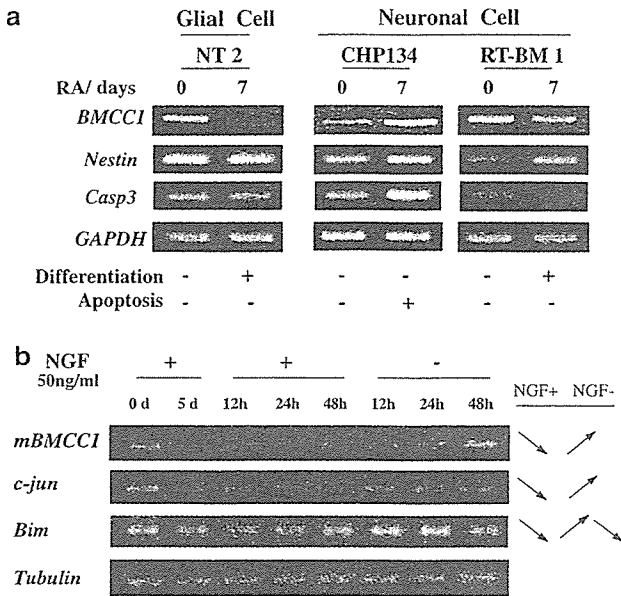 a
Glial Cell Neuronal Cell
NT 2 CHP134 RT-BM 1
RA/ days 0 7 0 7 0 7
BMCC1
Nestin
Casp3
GAPDH
Differentiation - + - - - +
Apoptosis - - - + - -
b
NGF + + -
50ng/ml
0 d 5 d 12h 24h 48h 12h 24h 48h NGF+ NGF-
mBMCC1
c-jun
Bim
Tubulin